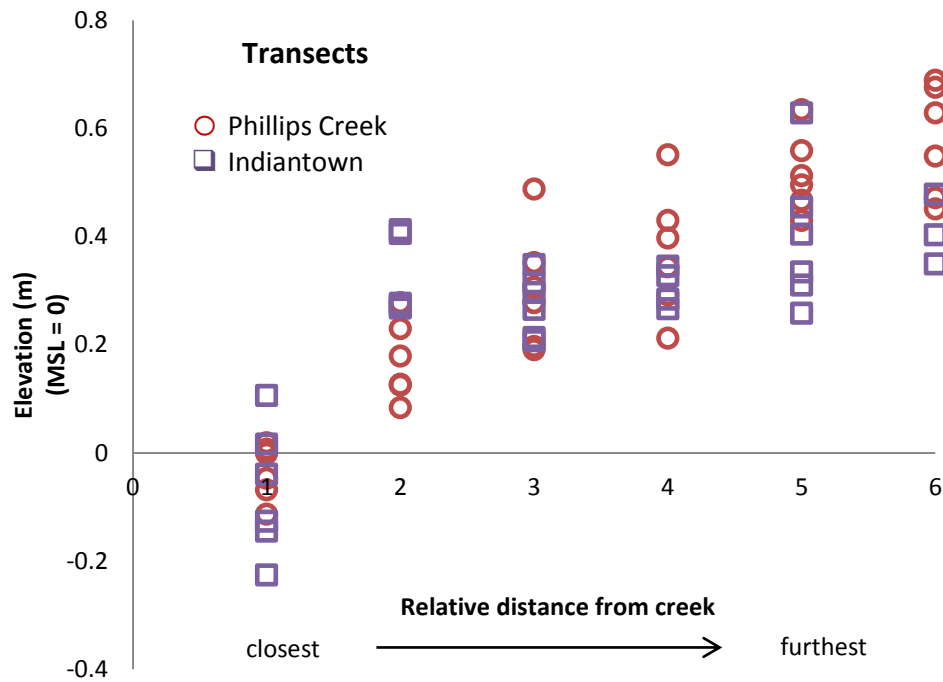 0.8
Transects
Phillips Creek
Indiantown
0.6
0.4
0.2
0
-0.2
-0.4
Elevation (m)
(MSL = 0)
0 1 2 3 4 5 6
Relative distance from creek
closest furthest